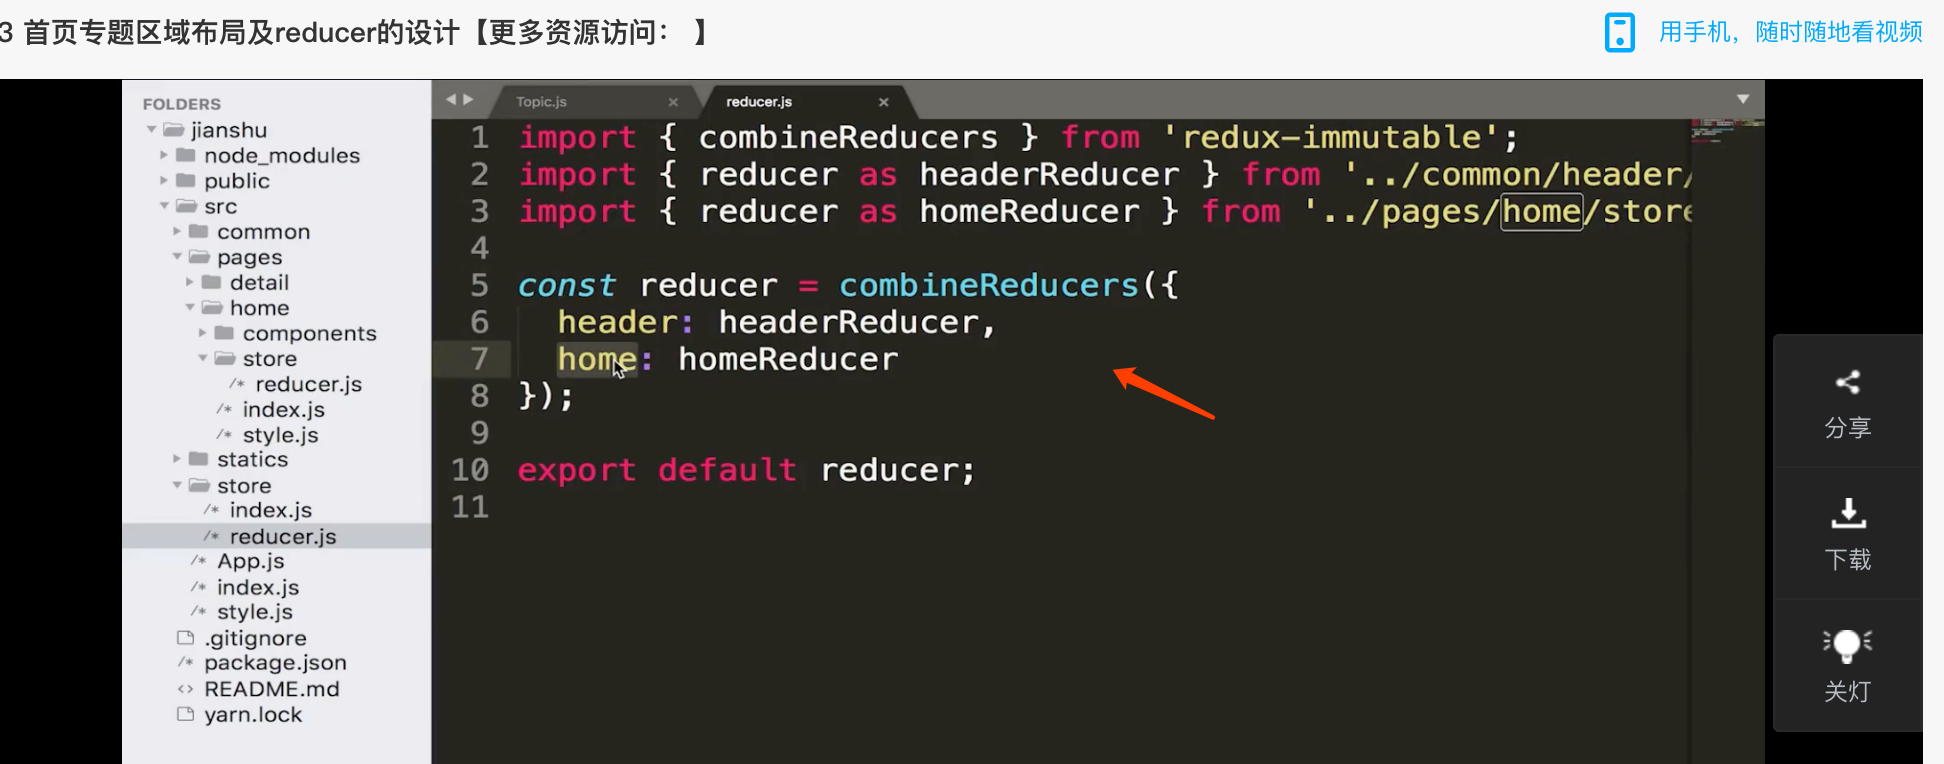 3 首页专题区域布局及reducer的设计【更多资源访问： 】
用手机，随时随地看视频
FOLDERS
jianshu
node_modules
public
src
common
pages
detail
home
components
store
/* reducer.js
/* index.js
/* style.js
statics
store
/* index.js
/* reducer.js
/* App.js
/* index.js
/* style.js
.gitignore
/* package.json
<> README.md
yarn.lock
Topic.js ×
reducer.js ×
1 import { combineReducers } from 'redux-immutable';
2 import { reducer as headerReducer } from '../common/header/
3 import { reducer as homeReducer } from '../pages/home/store
4
5 const reducer = combineReducers({
6 header: headerReducer,
7 home: homeReducer
8 });
9
10 export default reducer;
11
分享
下载
关灯